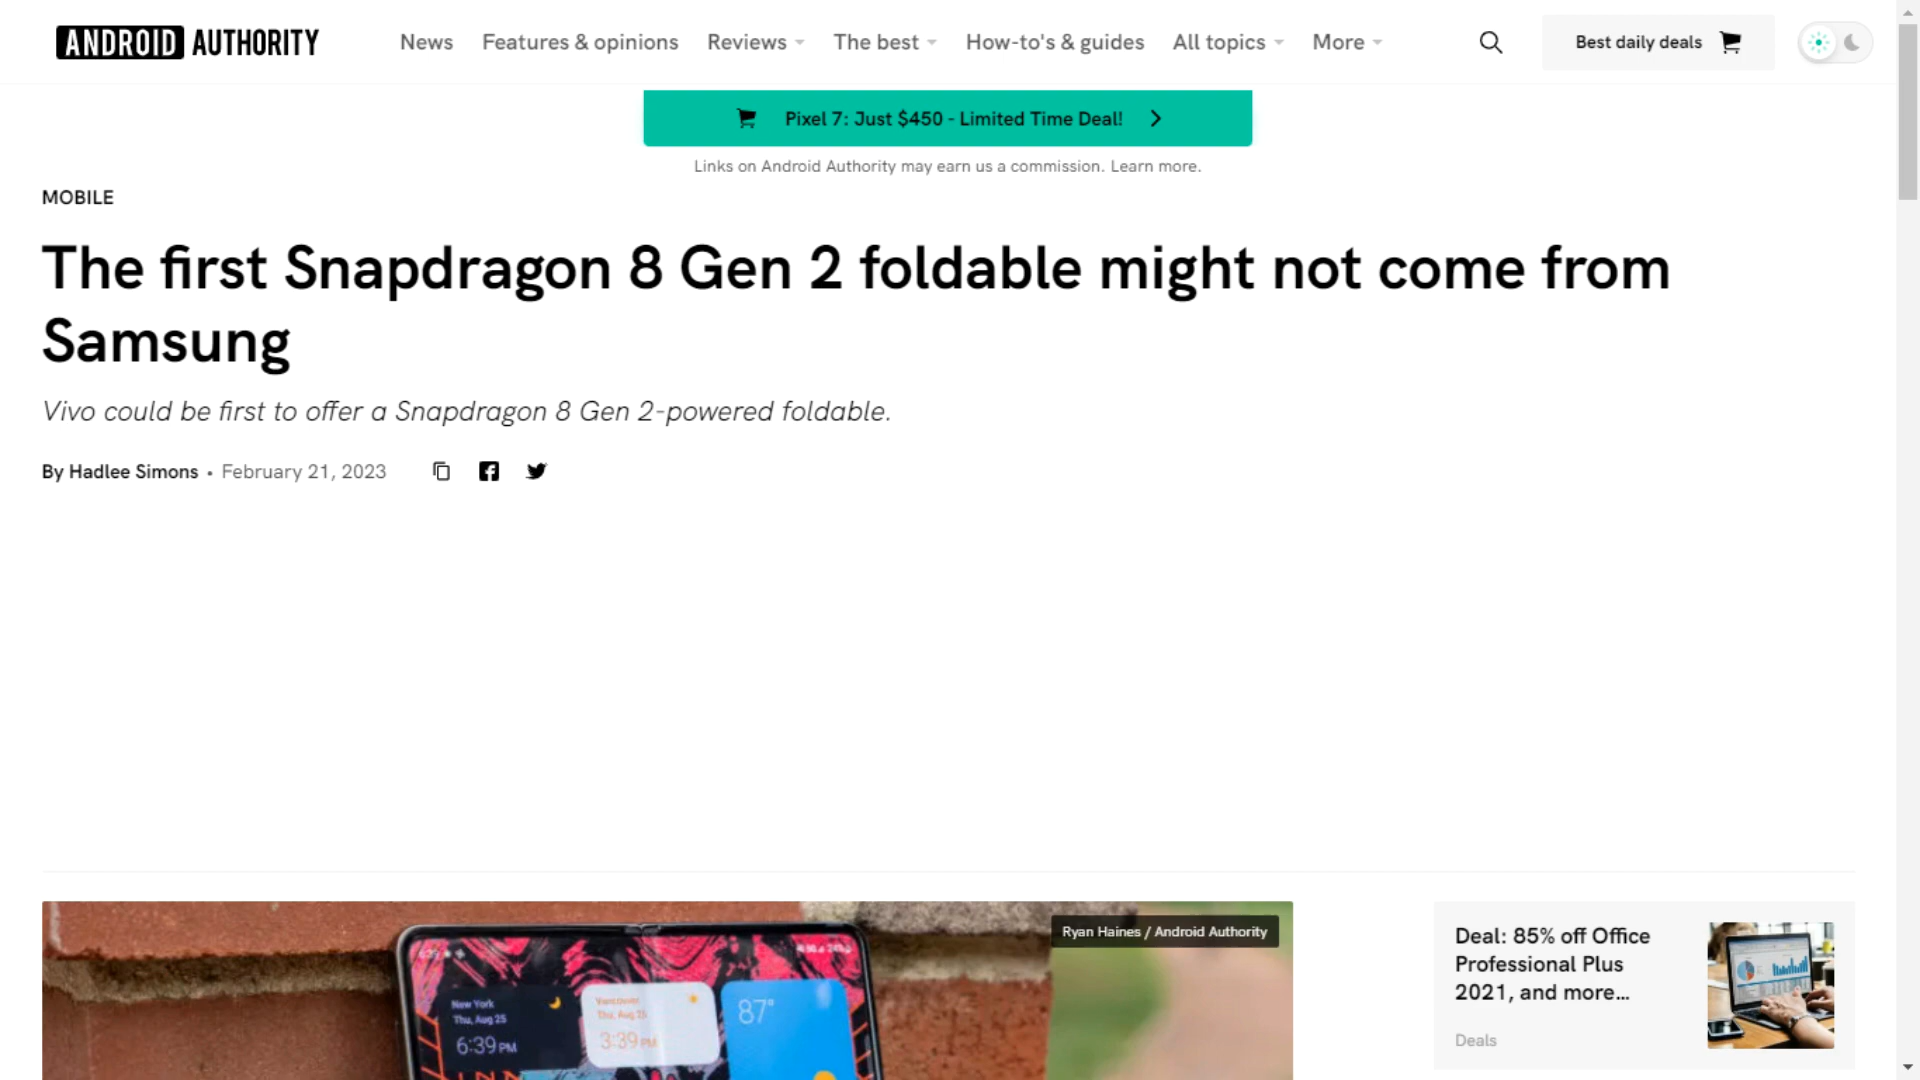 ANDROID AUTHORITY
News Features & opinions Reviews The best How-to's & guides All topics More Best daily deals
Pixel 7: Just $450 - Limited Time Deal!
Links on Android Authority may earn us a commission. Learn more.
MOBILE
The first Snapdragon 8 Gen 2 foldable might not come from
Samsung
Vivo could be first to offer a Snapdragon 8 Gen 2-powered foldable.
By Hadlee Simons • February 21, 2023
Ryan Haines / Android Authority
New York
Thu, Aug 25
6:39 PM
Vancouver
Thu, Aug 25
3:39 PM
87°
Deal: 85% off Office
Professional Plus
2021, and more...
Deals